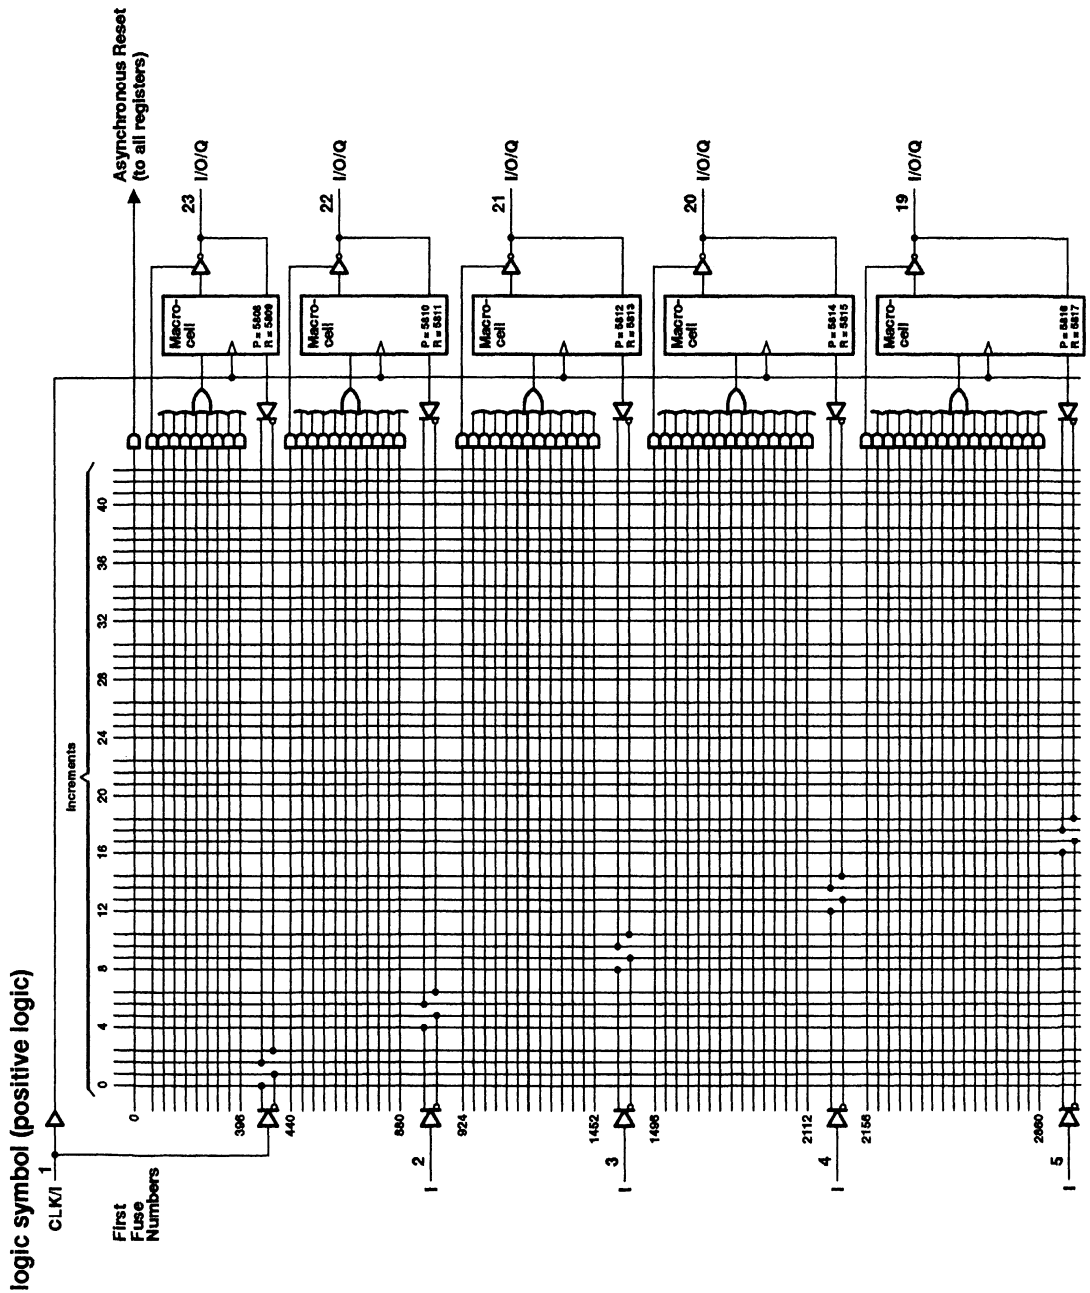 logic symbol (positive logic)
CLK/I
1
First
Fuse
Numbers
Increments
0
4
8
12
16
20
24
28
32
36
40
Asynchronous Reset
(to all registers)
0
396
Macro-
cell
P = 5808
R = 5809
23
I/O/Q
440
880
Macro-
cell
P = 5810
R = 5811
22
I/O/Q
I
2
924
1452
Macro-
cell
P = 5812
R = 5813
21
I/O/Q
I
3
1496
2112
Macro-
cell
P = 5814
R = 5815
20
I/O/Q
I
4
2156
2860
Macro-
cell
P = 5816
R = 5817
19
I/O/Q
I
5